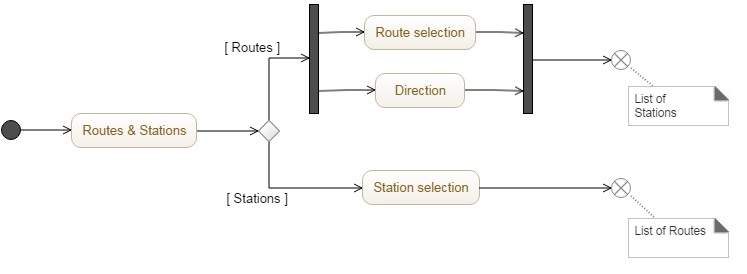 [ Routes ]
Route selection
Direction
List of
Stations
Routes & Stations
[ Stations ]
Station selection
List of Routes